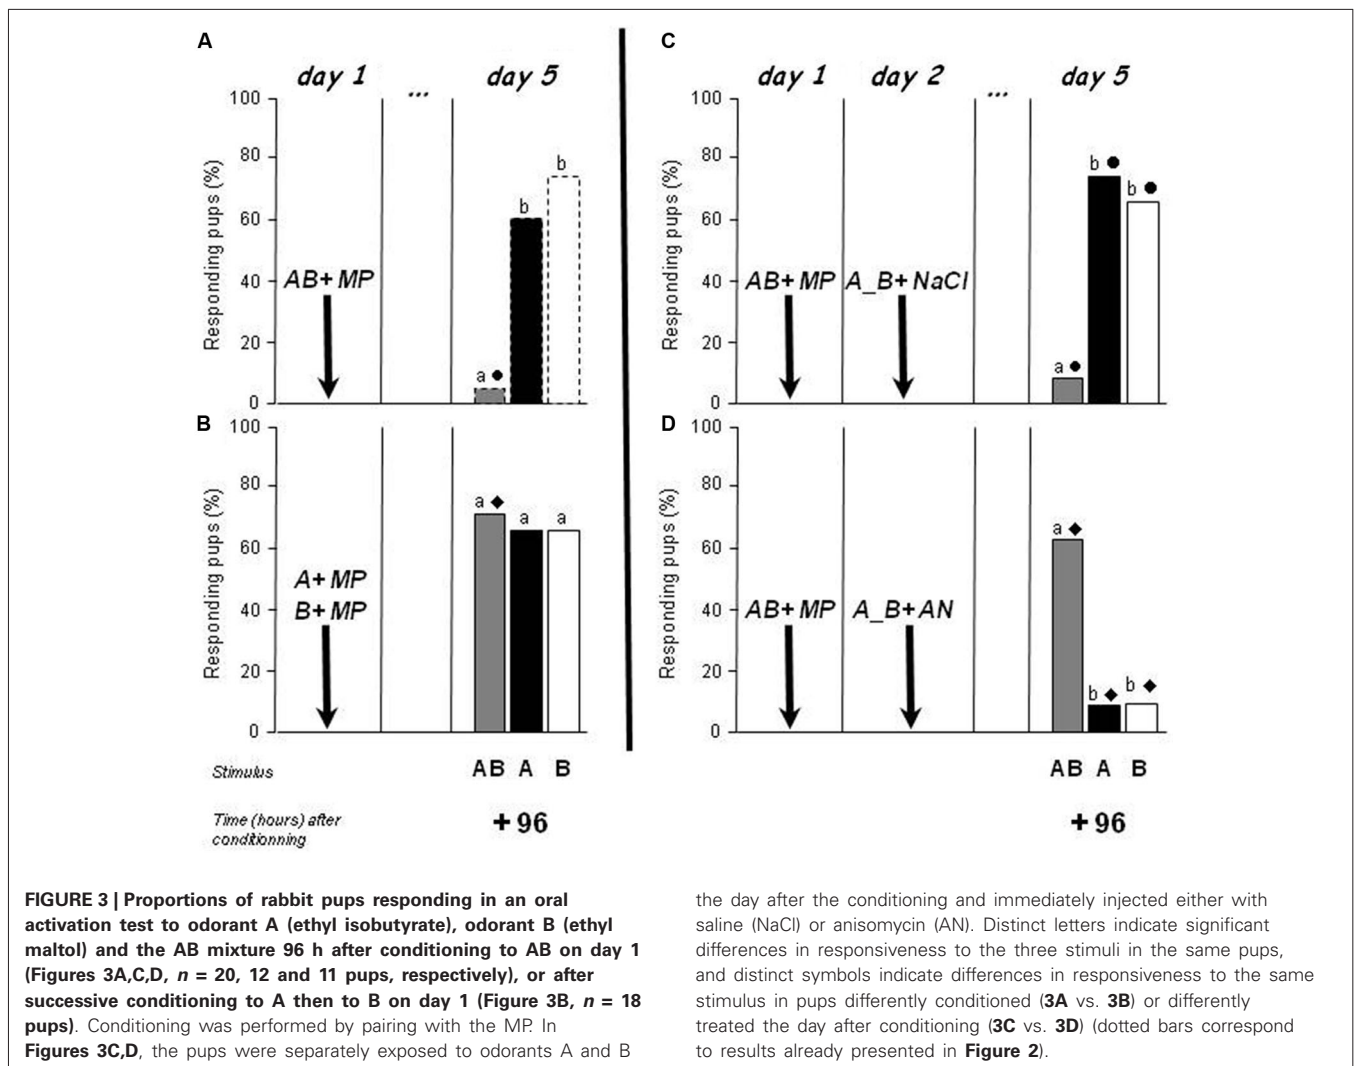 A
day 1
...
day 5
Responding pups (%)
100
80
60
40
20
0
AB+MP
a ●
b
b
B
Responding pups (%)
100
80
60
40
20
0
A+MP
B+MP
a ◆
a
a
Stimulus
AB A B
Time (hours) after
conditionning
+ 96
C
day 1
day 2
...
day 5
Responding pups (%)
100
80
60
40
20
0
AB+MP
A_B+NaCl
a ●
b ●
b ●
D
Responding pups (%)
100
80
60
40
20
0
AB+MP
A_B+AN
a ◆
b ◆
b ◆
AB A B
+ 96
FIGURE 3 | Proportions of rabbit pups responding in an oral
activation test to odorant A (ethyl isobutyrate), odorant B (ethyl
maltol) and the AB mixture 96 h after conditioning to AB on day 1
(Figures 3A,C,D, n = 20, 12 and 11 pups, respectively), or after
successive conditioning to A then to B on day 1 (Figure 3B, n = 18
pups). Conditioning was performed by pairing with the MP. In
Figures 3C,D, the pups were separately exposed to odorants A and B
the day after the conditioning and immediately injected either with
saline (NaCl) or anisomycin (AN). Distinct letters indicate significant
differences in responsiveness to the three stimuli in the same pups,
and distinct symbols indicate differences in responsiveness to the same
stimulus in pups differently conditioned (3A vs. 3B) or differently
treated the day after conditioning (3C vs. 3D) (dotted bars correspond
to results already presented in Figure 2).